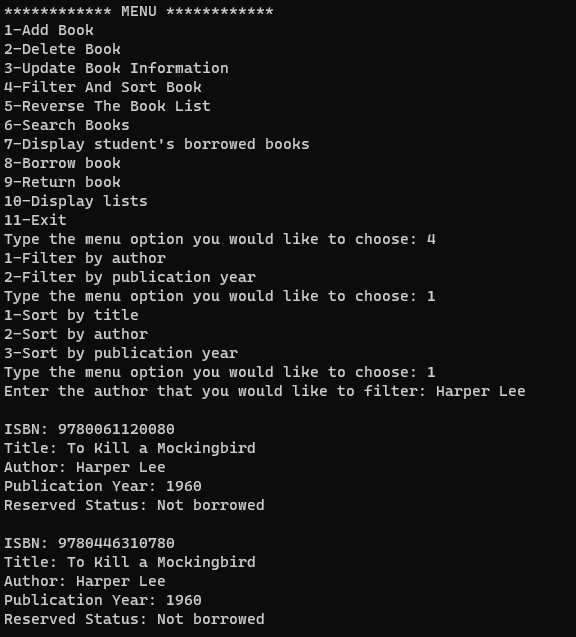 ************ MENU ************
1-Add Book
2-Delete Book
3-Update Book Information
4-Filter And Sort Book
5-Reverse The Book List
6-Search Books
7-Display student's borrowed books
8-Borrow book
9-Return book
10-Display lists
11-Exit
Type the menu option you would like to choose: 4
1-Filter by author
2-Filter by publication year
Type the menu option you would like to choose: 1
1-Sort by title
2-Sort by author
3-Sort by publication year
Type the menu option you would like to choose: 1
Enter the author that you would like to filter: Harper Lee

ISBN: 9780061120080
Title: To Kill a Mockingbird
Author: Harper Lee
Publication Year: 1960
Reserved Status: Not borrowed

ISBN: 9780446310780
Title: To Kill a Mockingbird
Author: Harper Lee
Publication Year: 1960
Reserved Status: Not borrowed